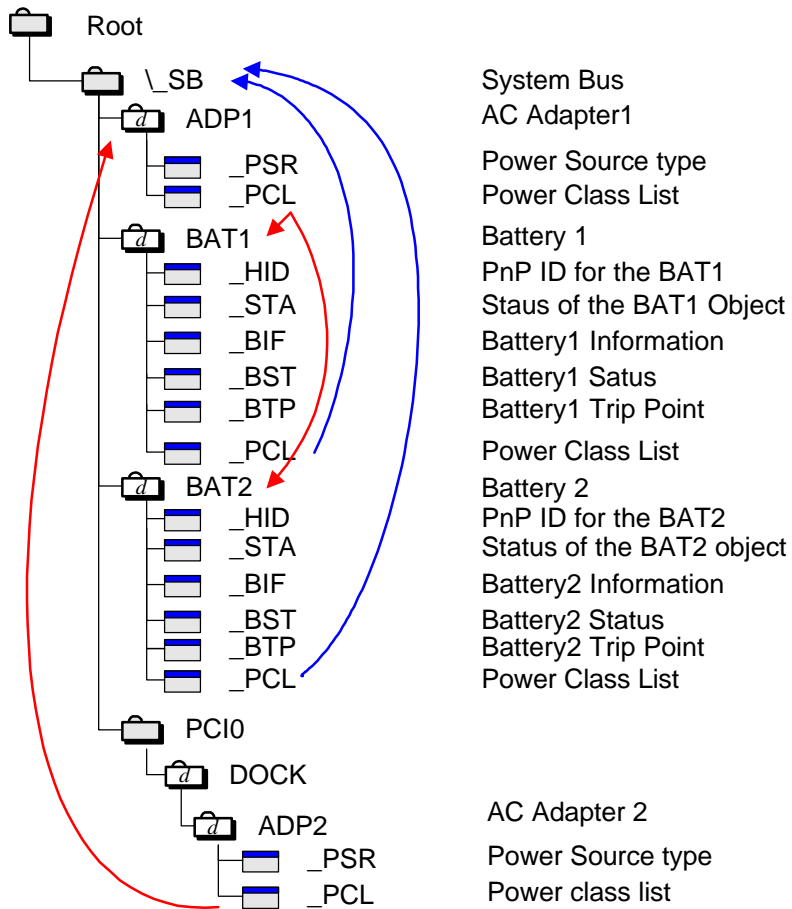 Root
\_SB System Bus
d ADP1 AC Adapter1
_PSR Power Source type
_PCL Power Class List
d BAT1 Battery 1
_HID PnP ID for the BAT1
_STA Staus of the BAT1 Object
_BIF Battery1 Information
_BST Battery1 Satus
_BTP Battery1 Trip Point
_PCL Power Class List
d BAT2 Battery 2
_HID PnP ID for the BAT2
_STA Status of the BAT2 object
_BIF Battery2 Information
_BST Battery2 Status
_BTP Battery2 Trip Point
_PCL Power Class List
PCI0
d DOCK
d ADP2 AC Adapter 2
_PSR Power Source type
_PCL Power class list